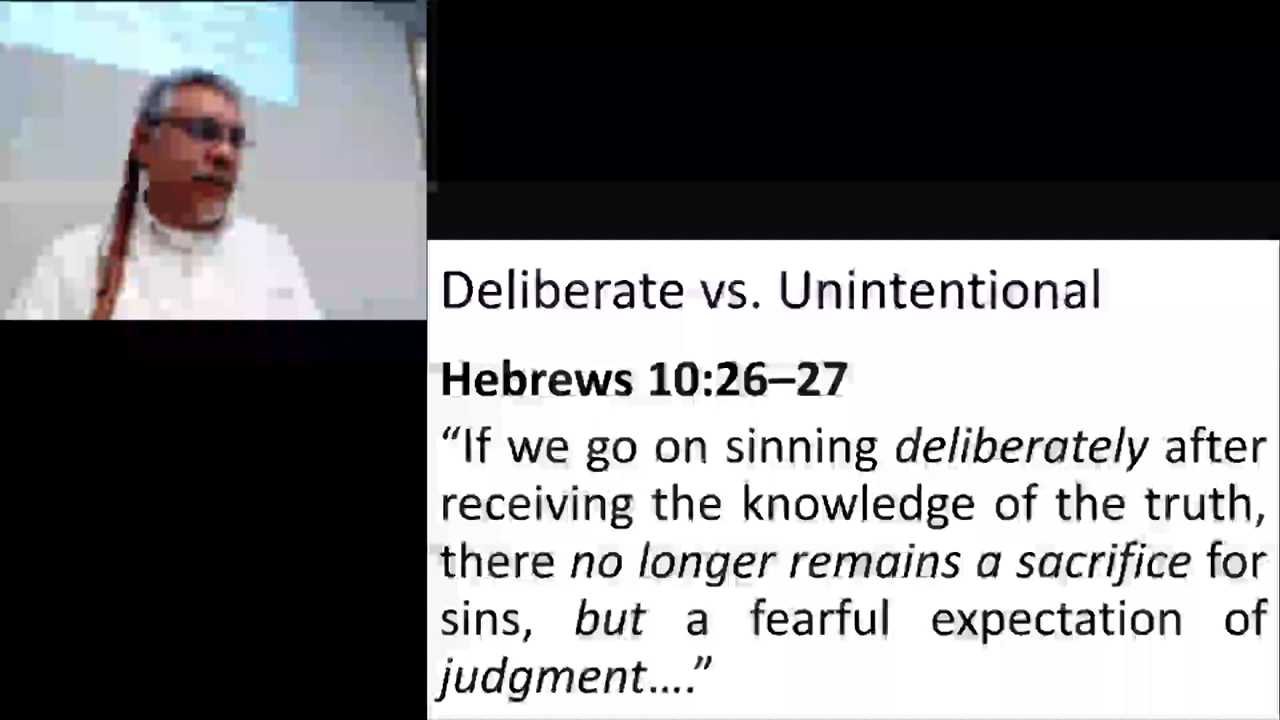 Deliberate vs. Unintentional
Hebrews 10:26–27
“If we go on sinning deliberately after
receiving the knowledge of the truth,
there no longer remains a sacrifice for
sins, but a fearful expectation of
judgment....”